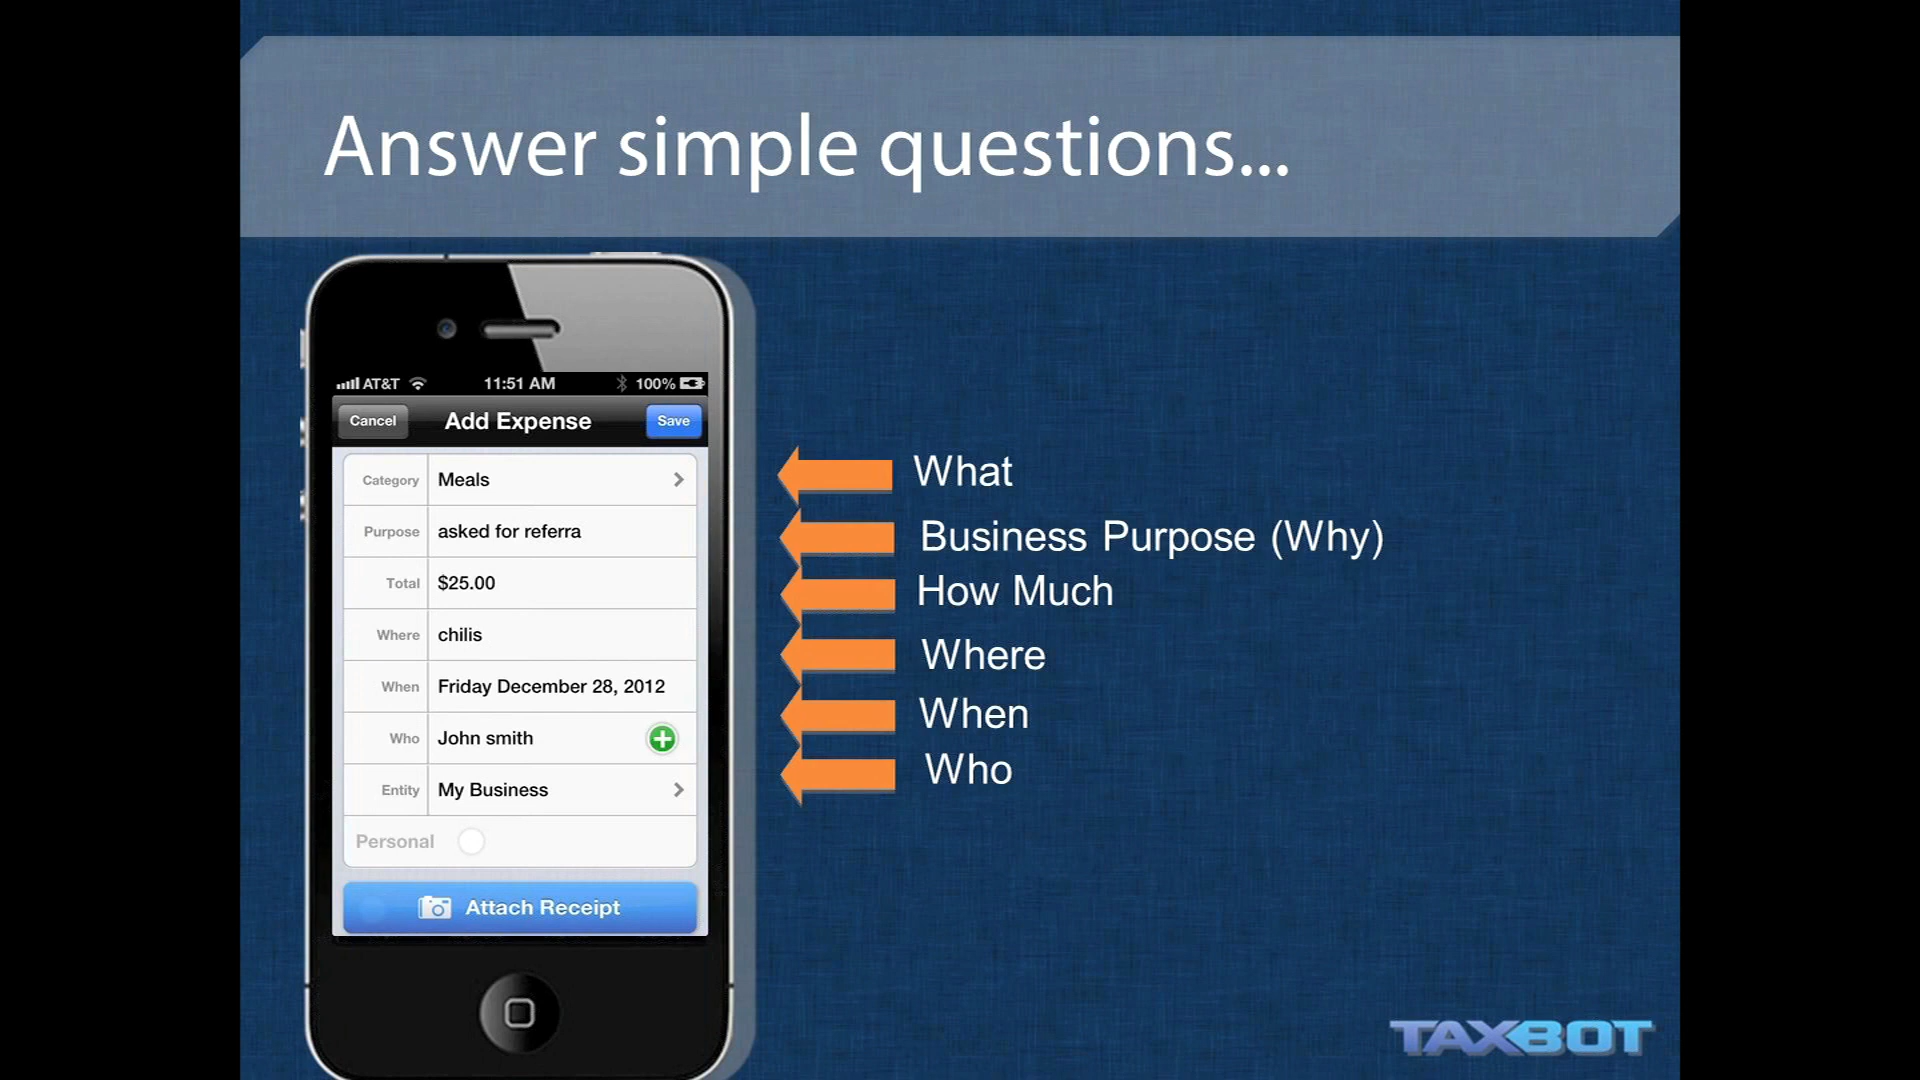 Answer simple questions...
AT&T 11:51 AM 100%
Cancel Add Expense Save
Category Meals
Purpose asked for referra
Total $25.00
Where chilis
When Friday December 28, 2012
Who John smith
Entity My Business
Personal
Attach Receipt
What
Business Purpose (Why)
How Much
Where
When
Who
TAXBOT